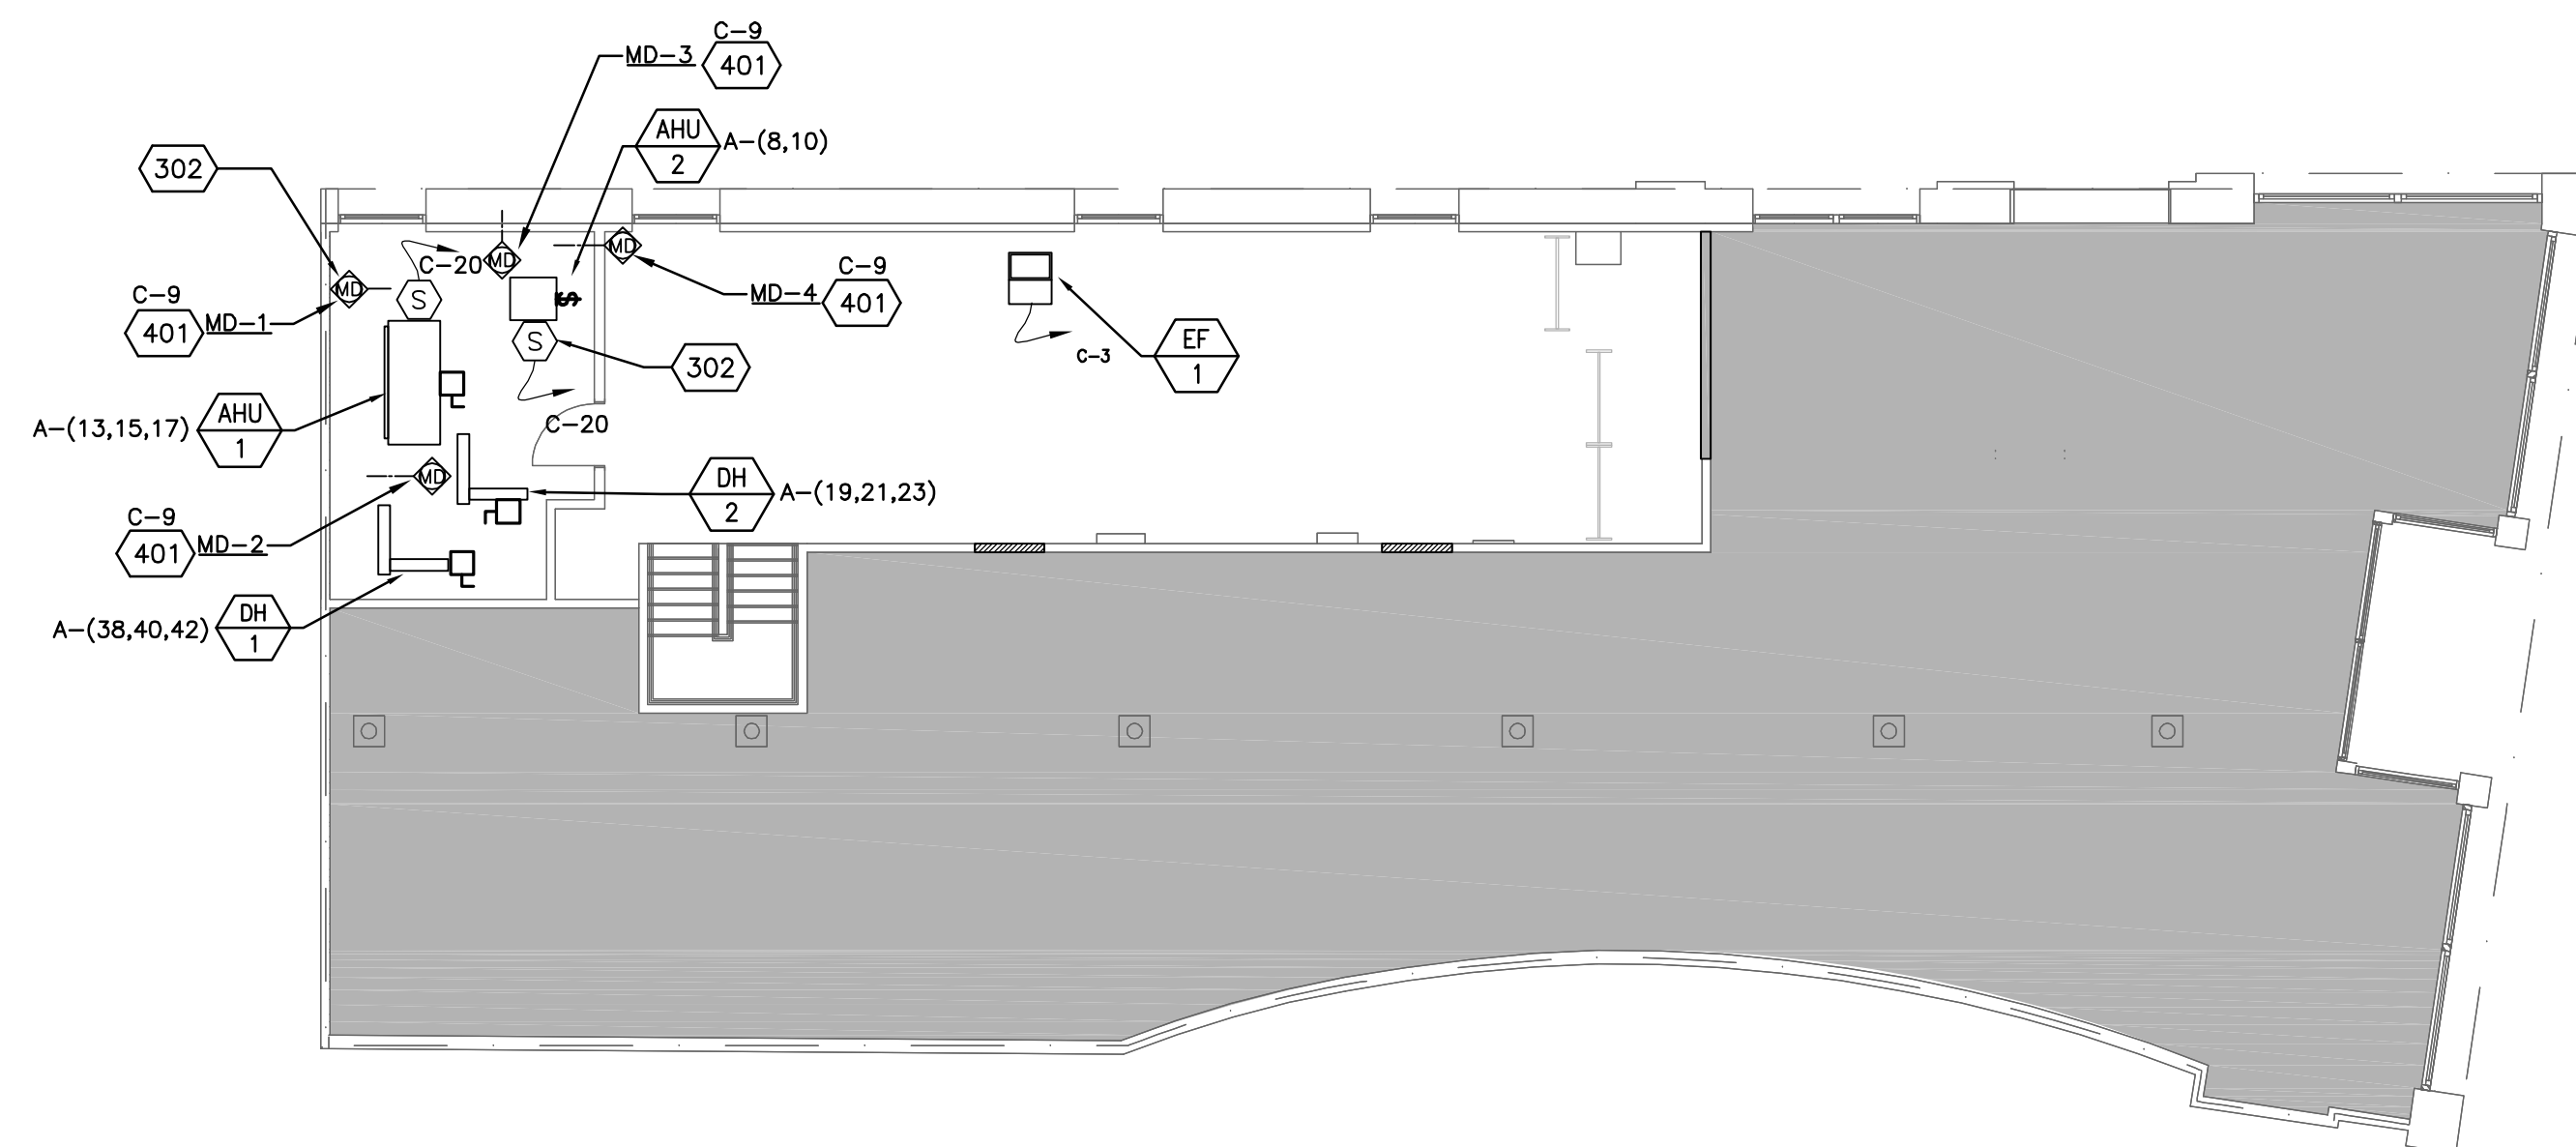 C-9
MD-3 401
AHU
2
A-(8,10)
302
MD
C-20
MD
MD
C-9
401 MD-1
S
$
C-9
MD-4 401
S
302
EF
1
C-3
A-(13,15,17)
AHU
1
C-20
MD
DH
2
A-(19,21,23)
C-9
401 MD-2
A-(38,40,42)
DH
1